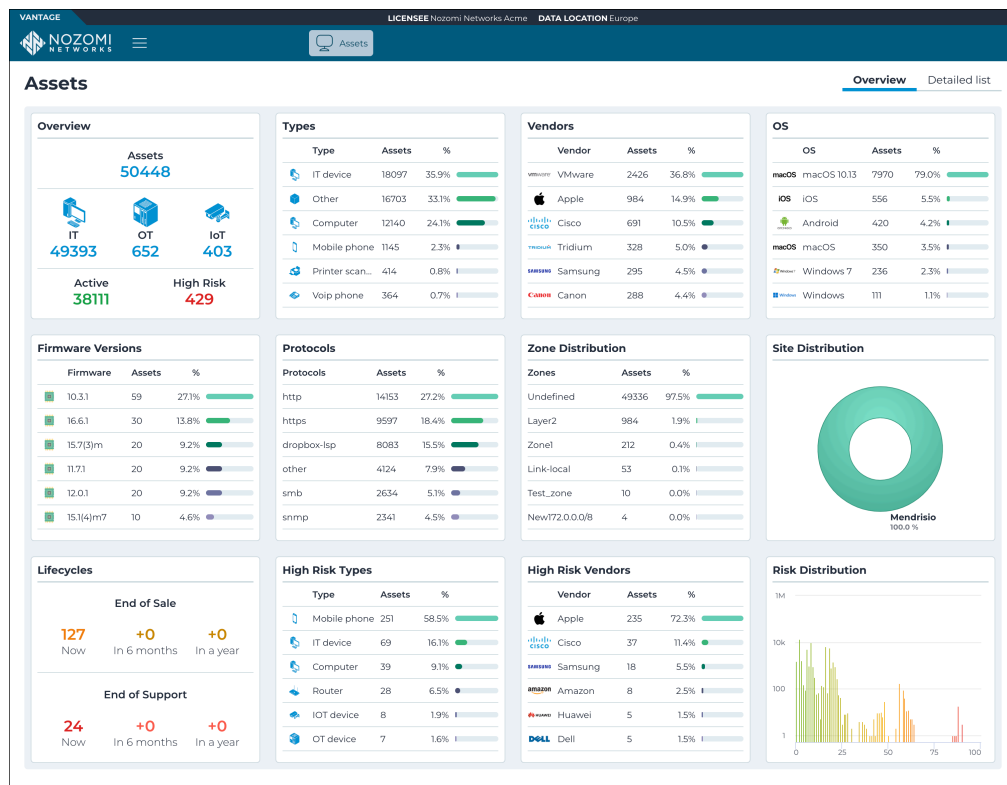 VANTAGE
LICENSEE Nozomi Networks Acme DATA LOCATION Europe
NOZOMI
NETWORKS
Assets
Assets
Overview Detailed list
Overview
Assets
50448
IT OT IoT
49393 652 403
Active High Risk
38111 429
Types
Type Assets %
IT device 18097 35.9%
Other 16703 33.1%
Computer 12140 24.1%
Mobile phone 1145 2.3%
Printer scan... 414 0.8%
Voip phone 364 0.7%
Vendors
Vendor Assets %
vmware VMware 2426 36.8%
Apple 984 14.9%
CISCO Cisco 691 10.5%
TRIDIUM Tridium 328 5.0%
SAMSUNG Samsung 295 4.5%
Canon Canon 288 4.4%
OS
OS Assets %
macOS macOS 10.13 7970 79.0%
iOS iOS 556 5.5%
Android 420 4.2%
macOS macOS 350 3.5%
Windows 7 Windows 7 236 2.3%
Windows Windows 111 1.1%
Firmware Versions
Firmware Assets %
10.3.1 59 27.1%
16.6.1 30 13.8%
15.7(3)m 20 9.2%
11.7.1 20 9.2%
12.0.1 20 9.2%
15.1(4)m7 10 4.6%
Protocols
Protocols Assets %
http 14153 27.2%
https 9597 18.4%
dropbox-lsp 8083 15.5%
other 4124 7.9%
smb 2634 5.1%
snmp 2341 4.5%
Zone Distribution
Zones Assets %
Undefined 49336 97.5%
Layer2 984 1.9%
Zone1 212 0.4%
Link-local 53 0.1%
Test_zone 10 0.0%
New172.0.0.0/8 4 0.0%
Site Distribution
Mendrisio
100.0 %
Lifecycles
End of Sale
127 +0 +0
Now In 6 months In a year
End of Support
24 +0 +0
Now In 6 months In a year
High Risk Types
Type Assets %
Mobile phone 251 58.5%
IT device 69 16.1%
Computer 39 9.1%
Router 28 6.5%
IOT device 8 1.9%
OT device 7 1.6%
High Risk Vendors
Vendor Assets %
Apple 235 72.3%
CISCO Cisco 37 11.4%
SAMSUNG Samsung 18 5.5%
amazon Amazon 8 2.5%
HUAWEI Huawei 5 1.5%
DELL Dell 5 1.5%
Risk Distribution
1M
10k
100
1
0 25 50 75 100